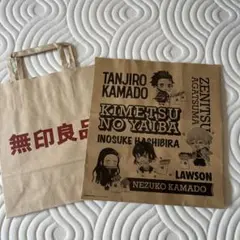 無印良品
TANJIRO
KAMADO
ZENITSU
AGATSUMA
KIMETSU
NO YAIBA
INOSUKE HASHIBIRA
LAWSON
NEZUKO KAMADO